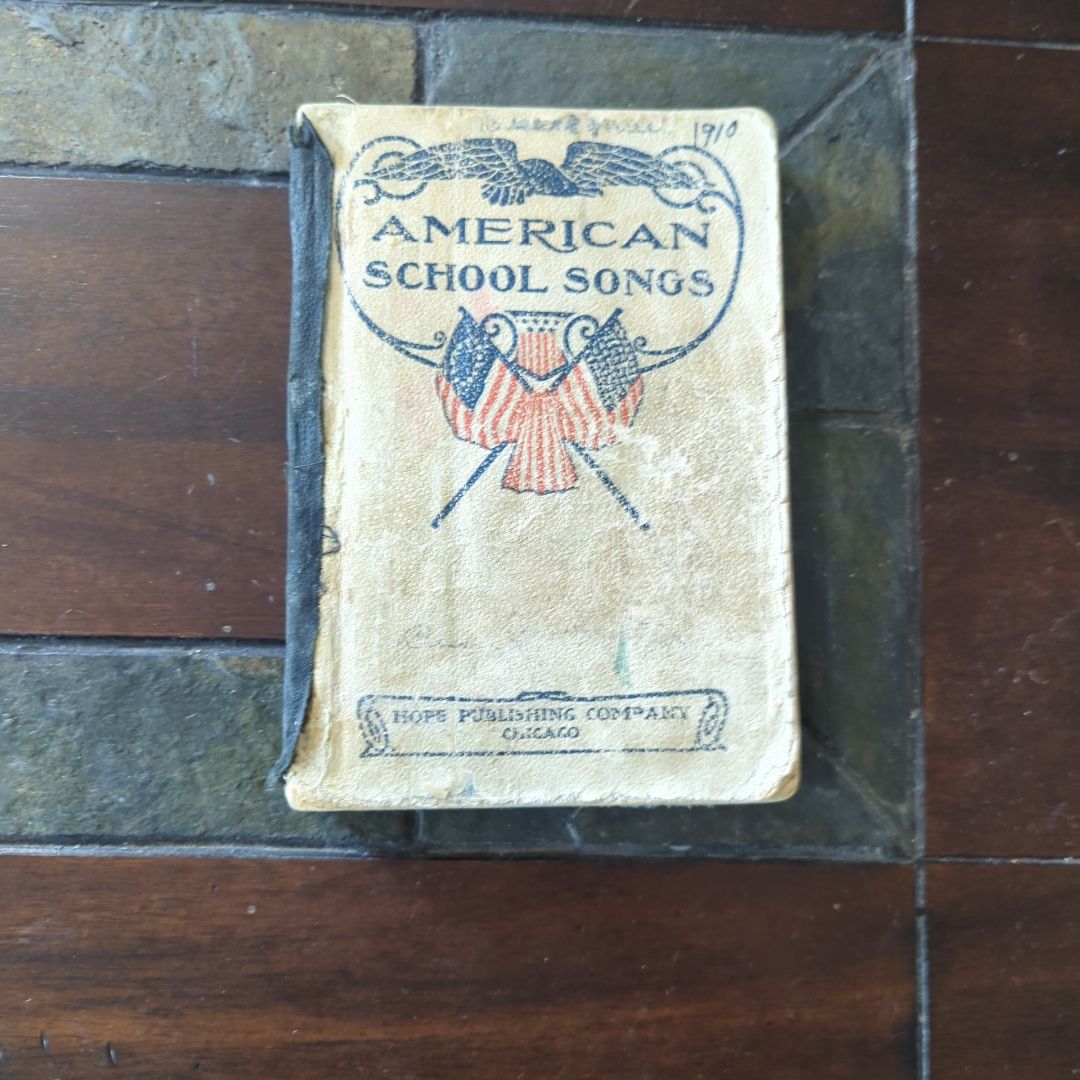 1910
AMERICAN
SCHOOL SONGS
HOPE PUBLISHING COMPANY
CHICAGO